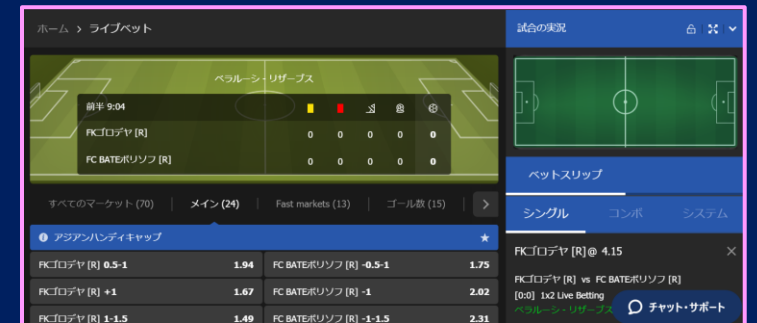 ホーム > ライブベット
試合の実況
ベラルーシ・リザーブス
前半 9:04
FKゴロデヤ [R] 0 0 0 0 0
FC BATEボリソフ [R] 0 0 0 0 0
すべてのマーケット (70) メイン (24) Fast markets (13) ゴール数 (15) >
アジアンハンディキャップ
FKゴロデヤ [R] 0.5-1 1.94 FC BATEボリソフ [R] -0.5-1 1.75
FKゴロデヤ [R] +1 1.67 FC BATEボリソフ [R] -1 2.02
FKゴロデヤ [R] 1-1.5 1.49 FC BATEボリソフ [R] -1-1.5 2.31
ベットスリップ
シングル コンボ システム
FKゴロデヤ [R]@ 4.15
FKゴロデヤ [R] vs FC BATEボリソフ [R]
[0:0] 1x2 Live Betting
ベラルーシ・リザーブス
チャット・サポート